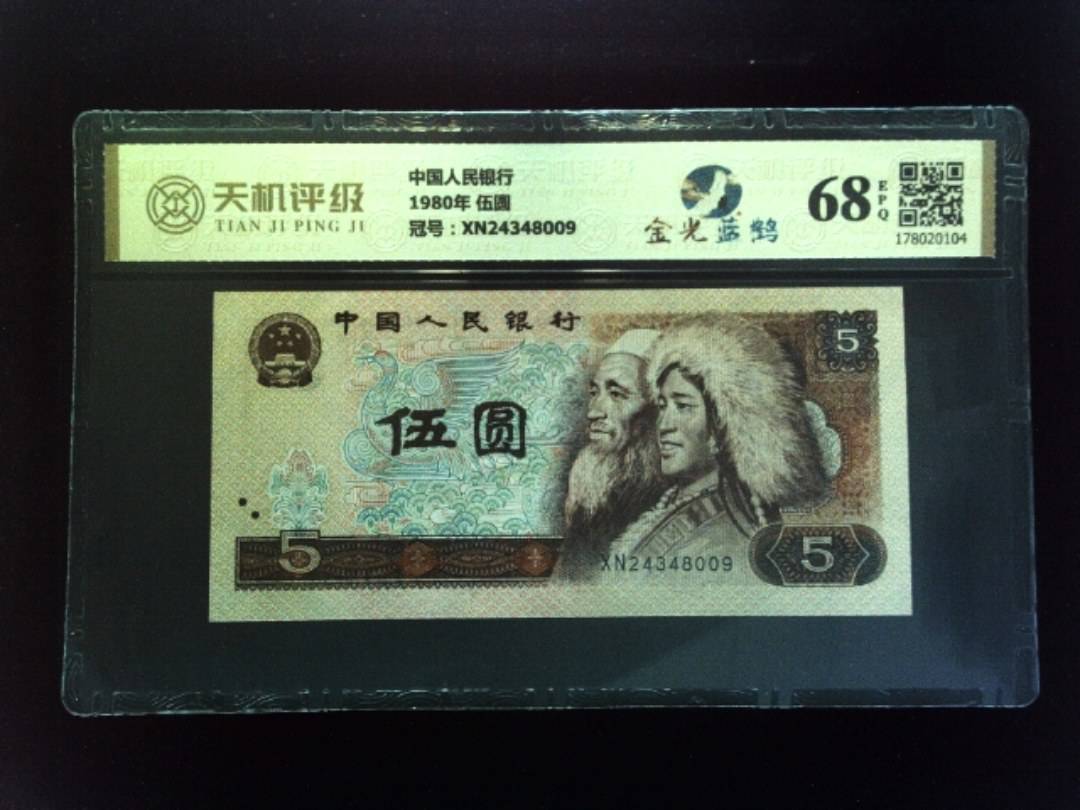 天机评级
TIAN JI PING JI
中国人民银行
1980年 伍圆
冠号：XN24348009
金光蓝鹤
68
EPQ
178020104
中国人民银行
5
伍圆
5
XN24348009
5